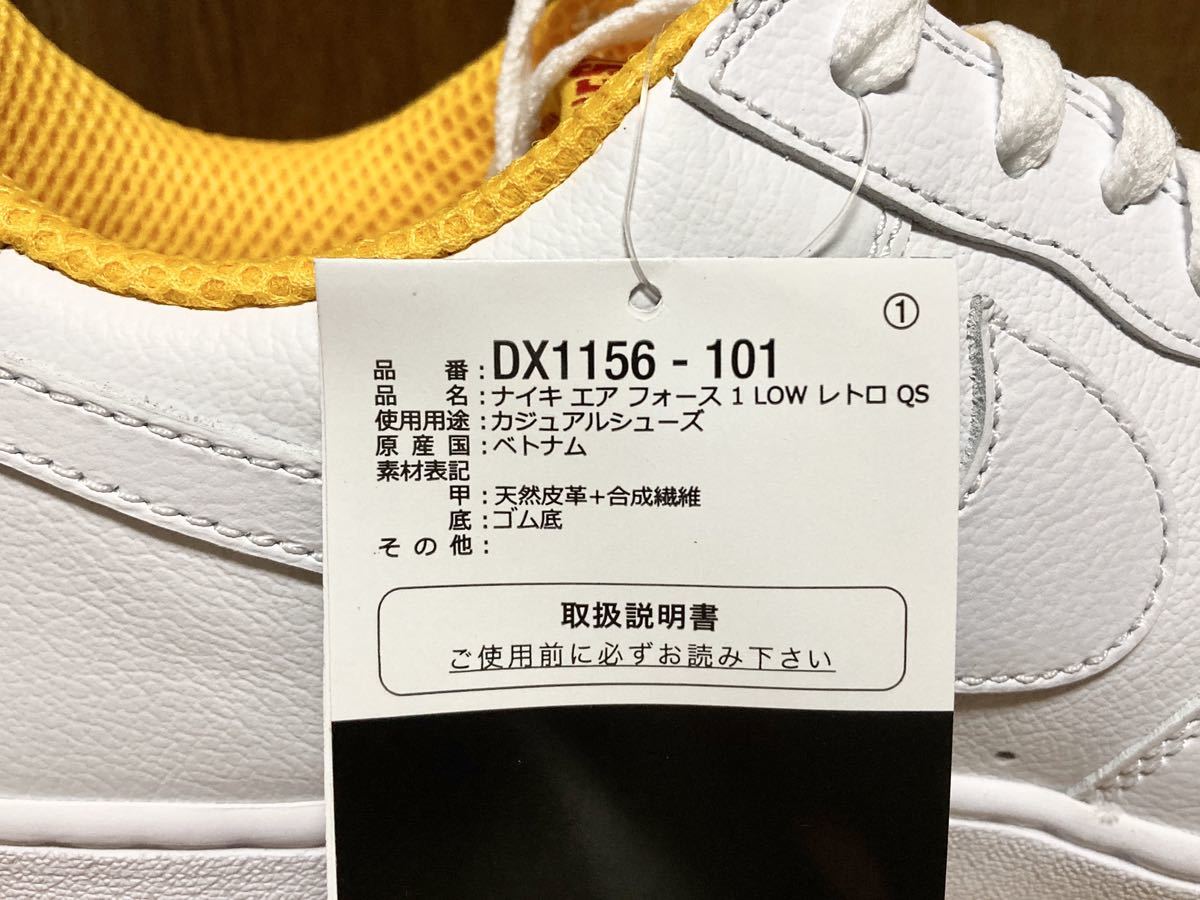 ①
品番:DX1156 - 101
品名:ナイキ エア フォース 1 LOW レトロ QS
使用用途:カジュアルシューズ
原産国:ベトナム
素材表記
甲:天然皮革+合成繊維
底:ゴム底
その他:
取扱説明書
ご使用前に必ずお読み下さい